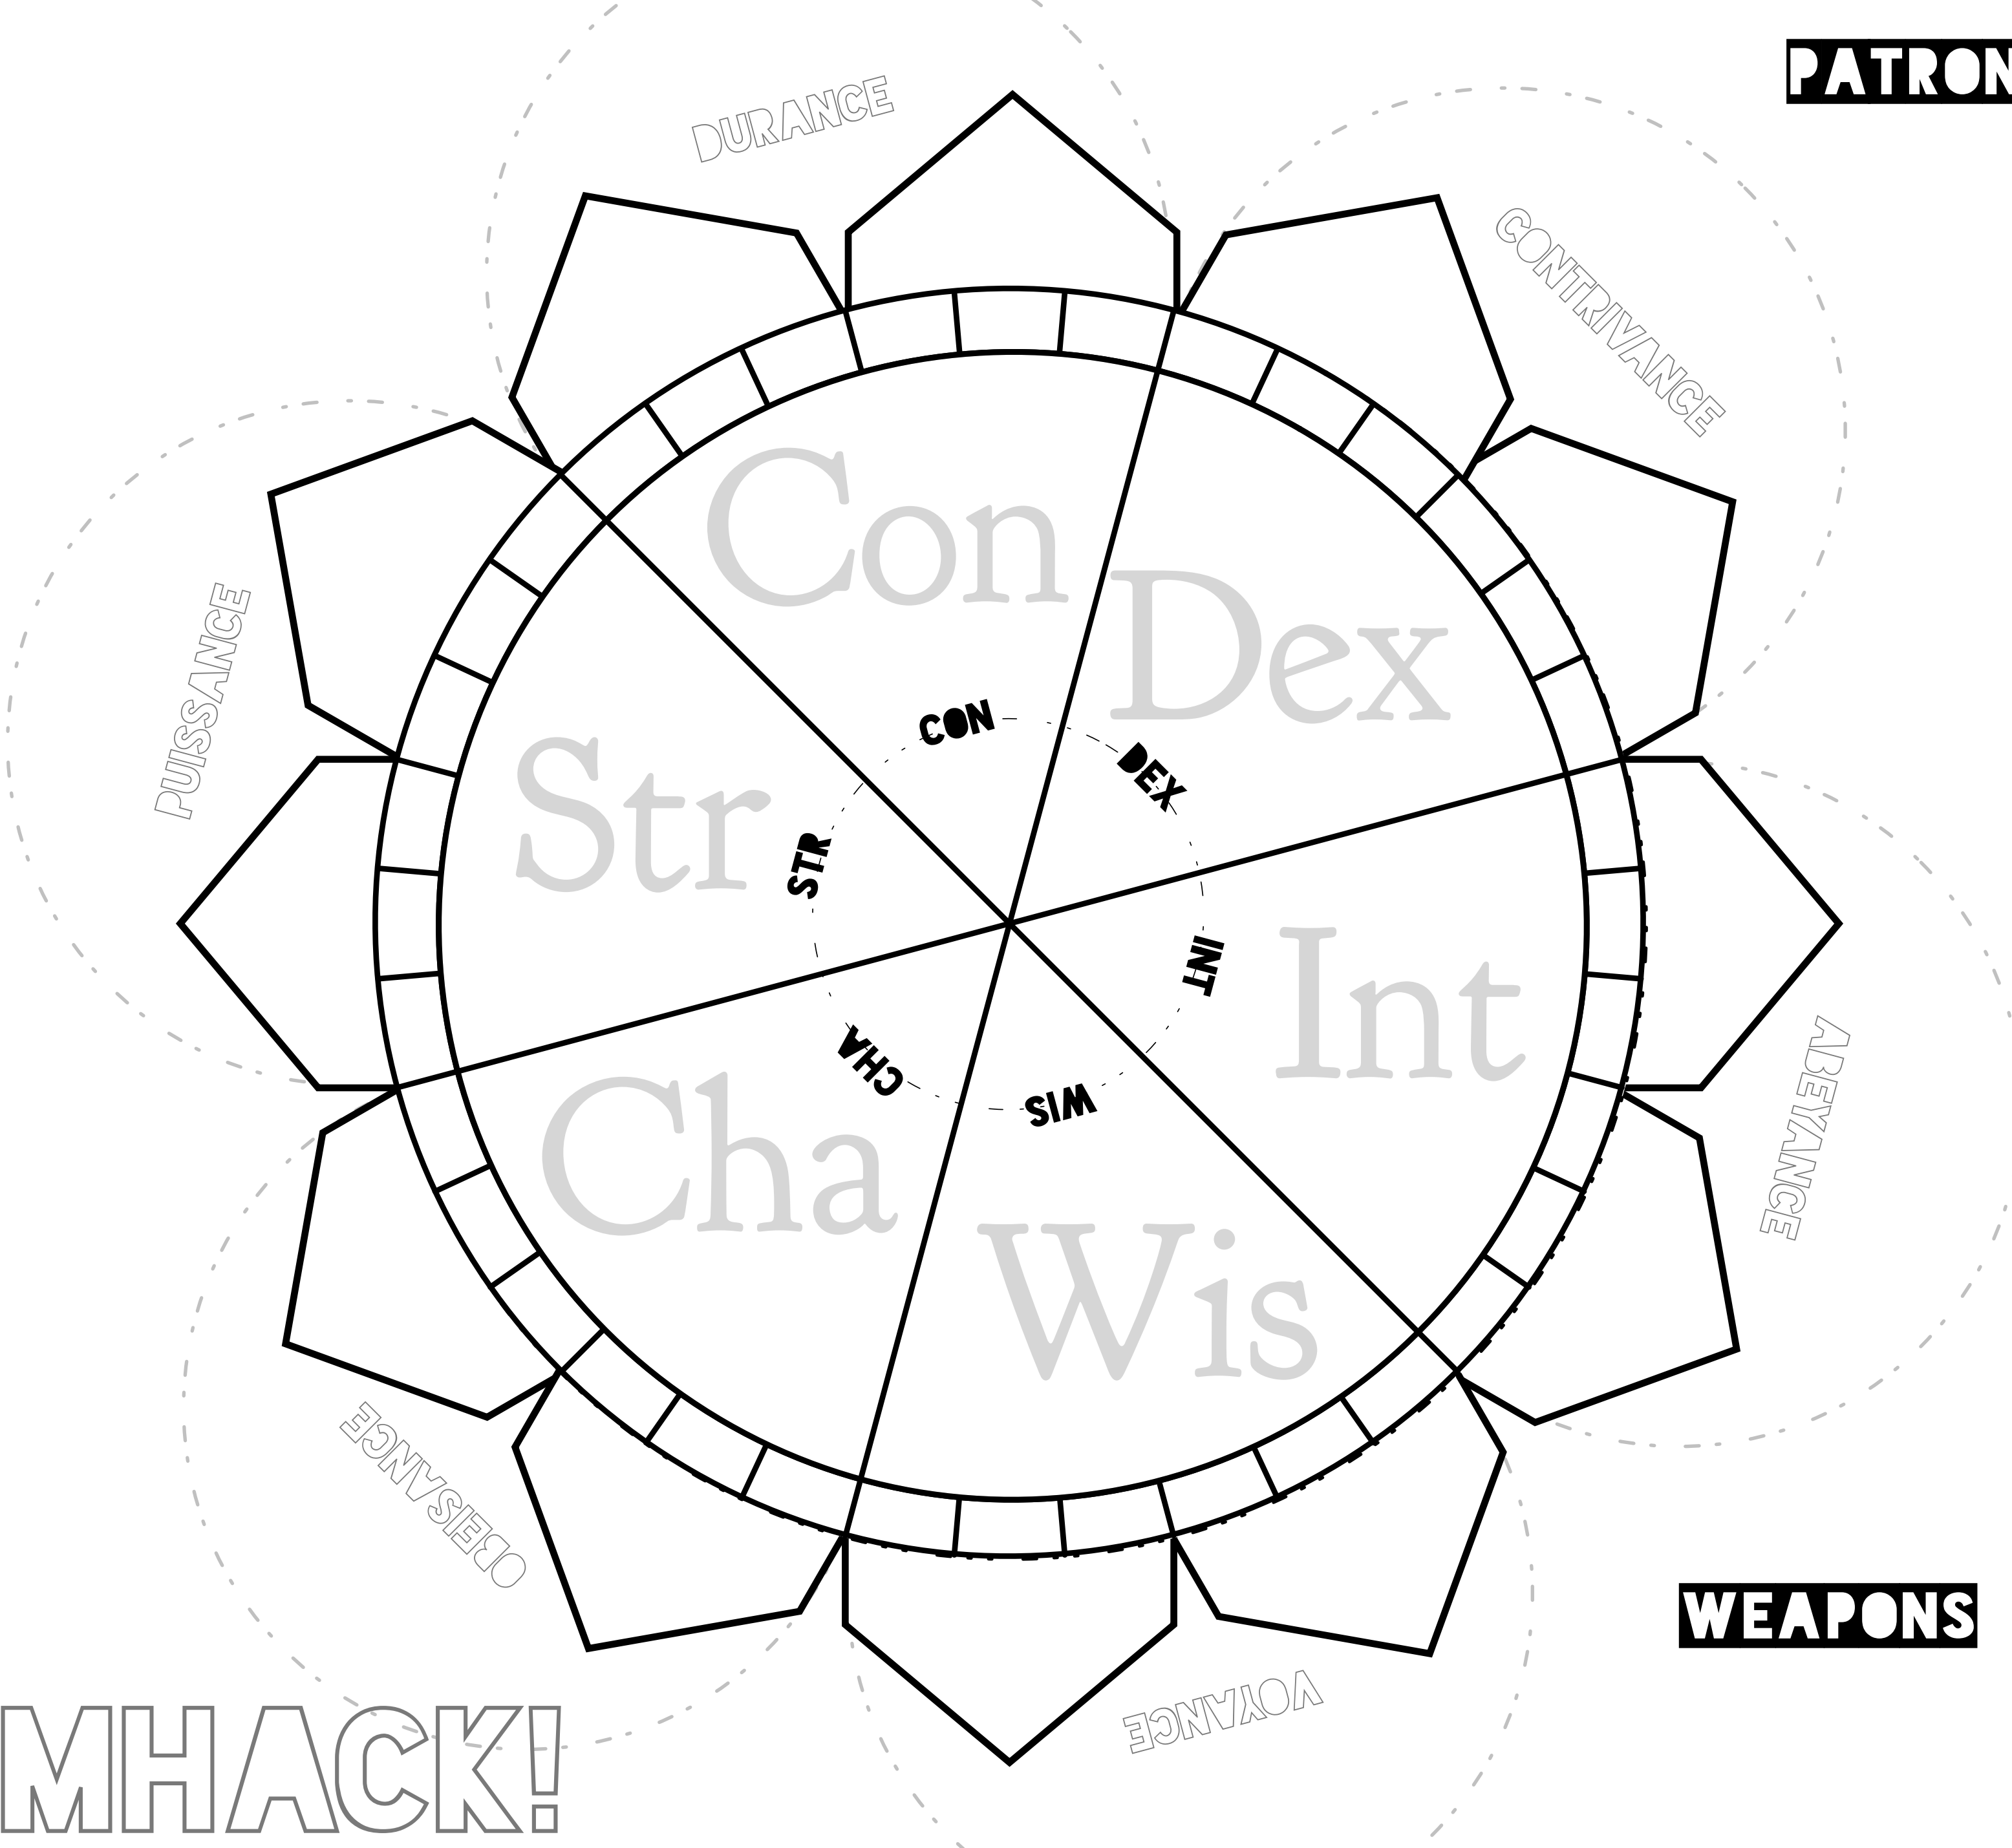 PATRON
DURANCE
CONTRIVANCE
Con
Dex
PUISSANCE
CON
DEX
Str
STR
INT
Int
CHA
WIS
Cha
Wis
ABEYANCE
OBEISANCE
WEAPONS
VOYANCE
MHACK!